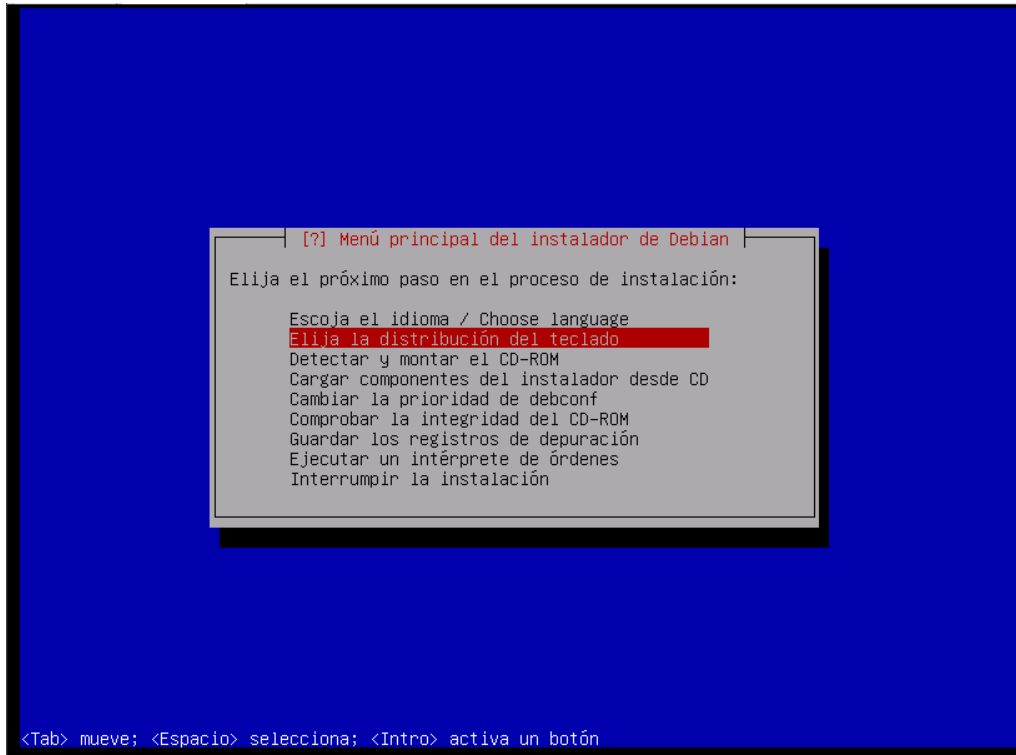 [?] Menú principal del instalador de Debian
Elija el próximo paso en el proceso de instalación:
Escoja el idioma / Choose language
Elija la distribución del teclado
Detectar y montar el CD-ROM
Cargar componentes del instalador desde CD
Cambiar la prioridad de debconf
Comprobar la integridad del CD-ROM
Guardar los registros de depuración
Ejecutar un intérprete de órdenes
Interrumpir la instalación
<Tab> mueve; <Espacio> selecciona; <Intro> activa un botón